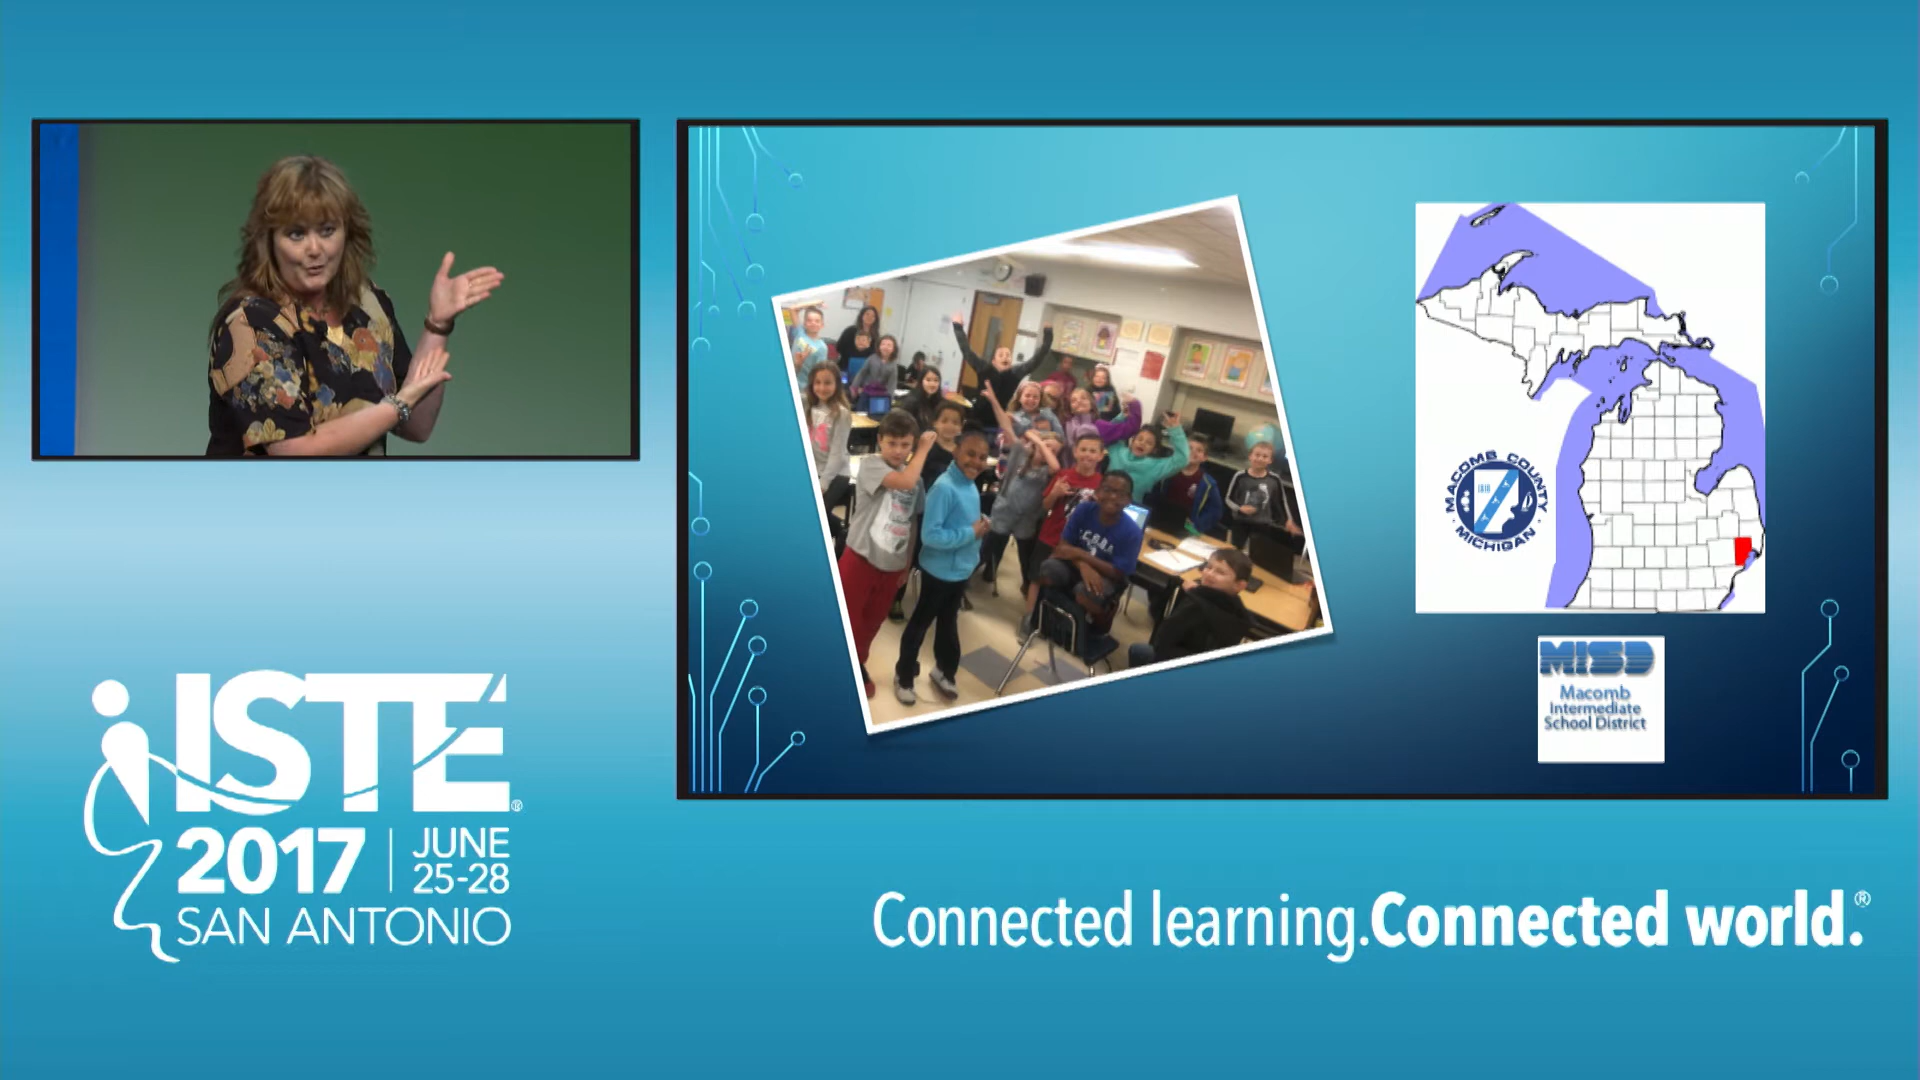 MACOMB COUNTY
1818
MICHIGAN
C.S.B.A.
MISD
Macomb
Intermediate
School District
ISTE®
2017 | JUNE
25-28
SAN ANTONIO
Connected learning.Connected world.®